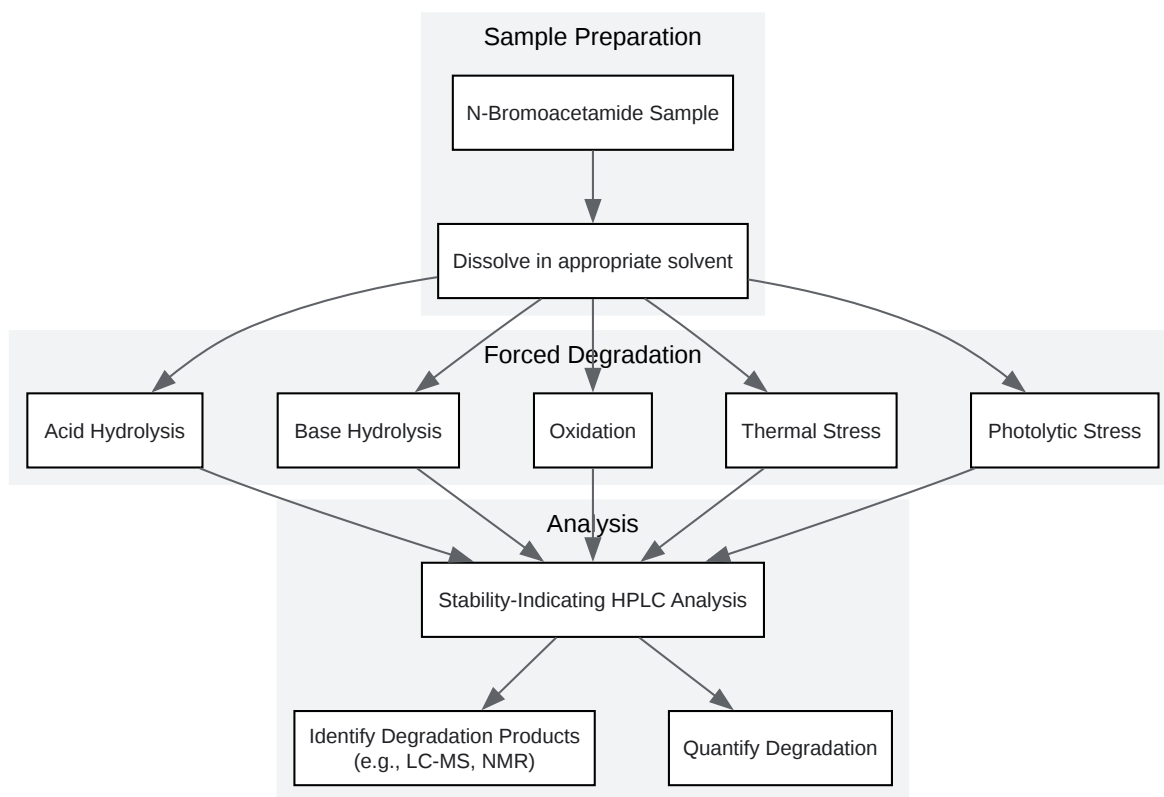 Sample Preparation
N-Bromoacetamide Sample
Dissolve in appropriate solvent
Forced Degradation
Acid Hydrolysis
Base Hydrolysis
Oxidation
Thermal Stress
Photolytic Stress
Analysis
Stability-Indicating HPLC Analysis
Identify Degradation Products
(e.g., LC-MS, NMR)
Quantify Degradation